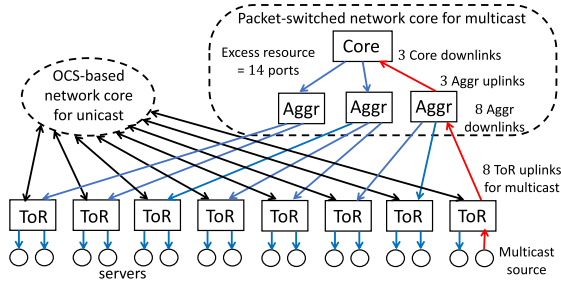 Packet-switched network core for multicast
Excess resource
= 14 ports
Core
3 Core downlinks
OCS-based
network core
for unicast
3 Aggr uplinks
Aggr
Aggr
Aggr
8 Aggr
downlinks
8 ToR uplinks
for multicast
ToR
ToR
ToR
ToR
ToR
ToR
ToR
ToR
servers
Multicast
source